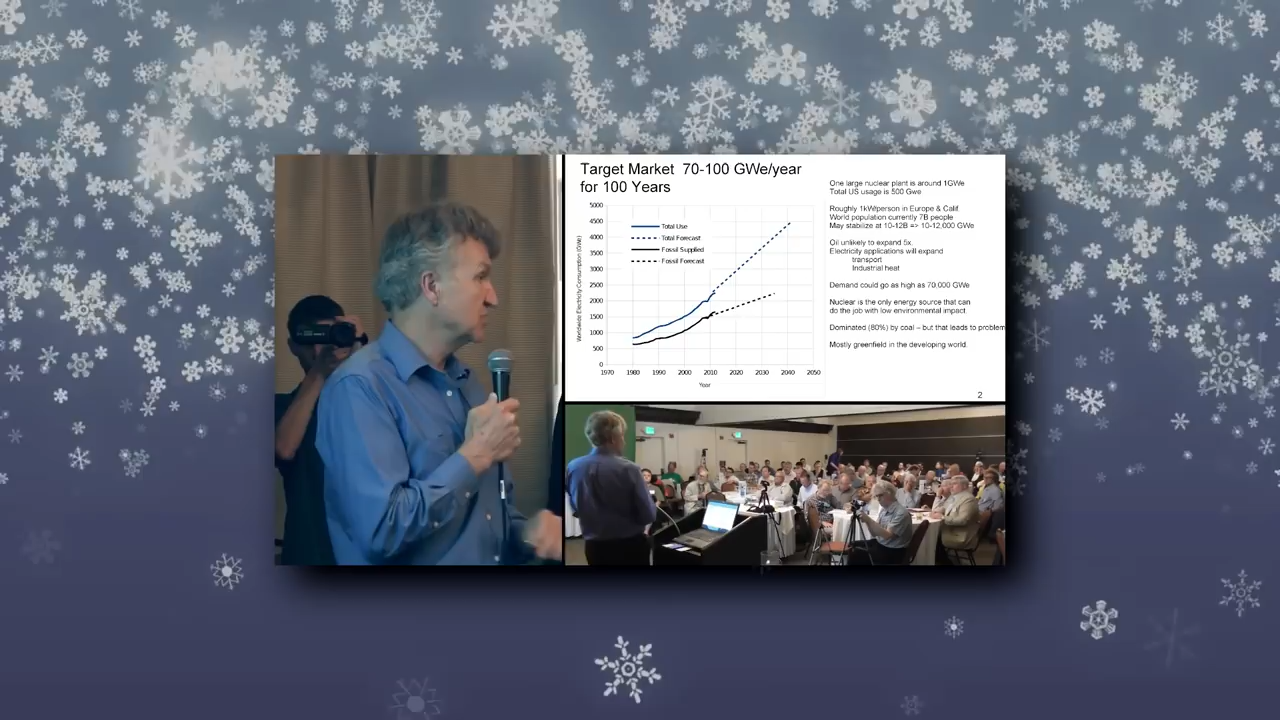 Target Market 70-100 GWe/year
for 100 Years
One large nuclear plant is around 1GWe
Total US usage is 500 Gwe
Roughly 1kW/person in Europe & Calif.
World population currently 7B people
May stabilize at 10-12B => 10-12,000 GWe
Oil unlikely to expand 5x.
Electricity applications will expand
transport
Industrial heat
Demand could go as high as 70,000 GWe
Nuclear is the only energy source that can
do the job with low environmental impact
Dominated (80%) by coal – but that leads to problem
Mostly greenfield in the developing world.
Worldwide Electricity Consumption (GWe)
5000
4500
4000
3500
3000
2500
2000
1500
1000
500
0
Total Use
Total Forecast
Fossil Supplied
Fossil Forecast
1970 1980 1990 2000 2010 2020 2030 2040 2050
Year
2